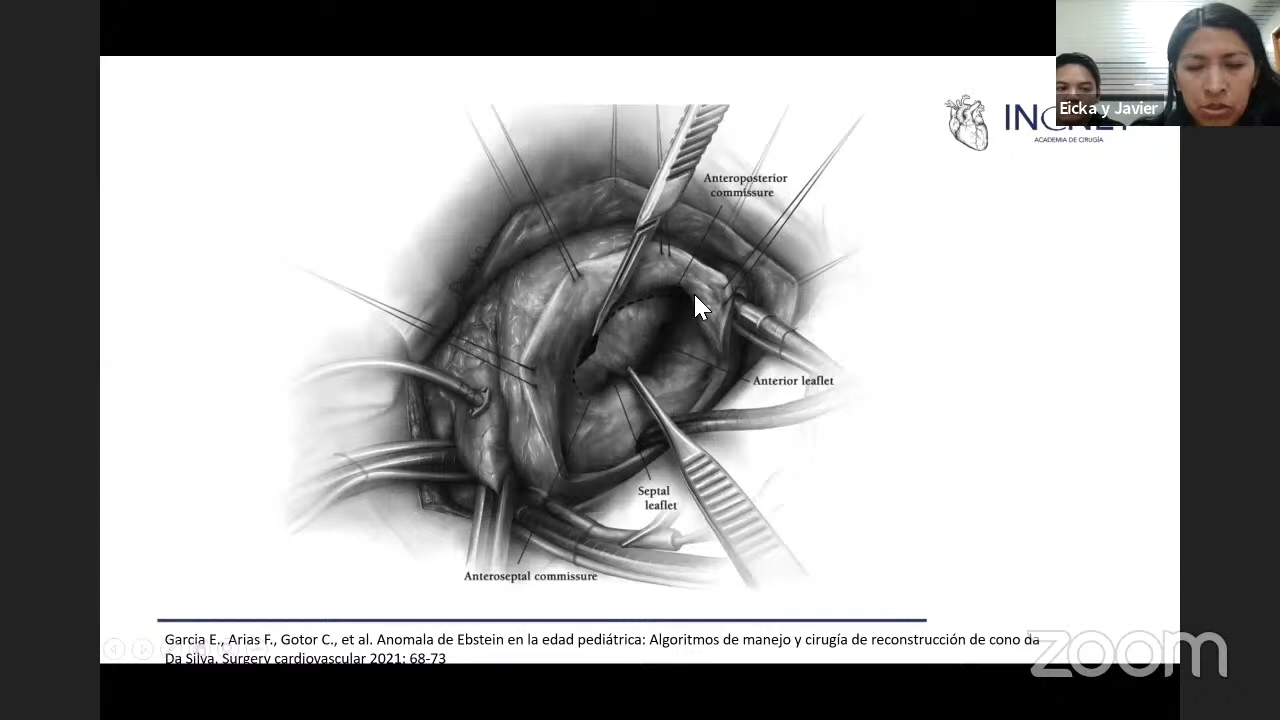 Eicka y Javier
ACADEMIA DE CIRUGÍA
Anteroposterior
commissure
Anterior leaflet
Septal
leaflet
Anteroseptal commissure
Garcia E., Arias F., Gotor C., et al. Anomala de Ebstein en la edad pediátrica: Algoritmos de manejo y cirugía de reconstrucción de cono da
Da Silva. Surgery cardiovascular 2021: 68-73
zoom